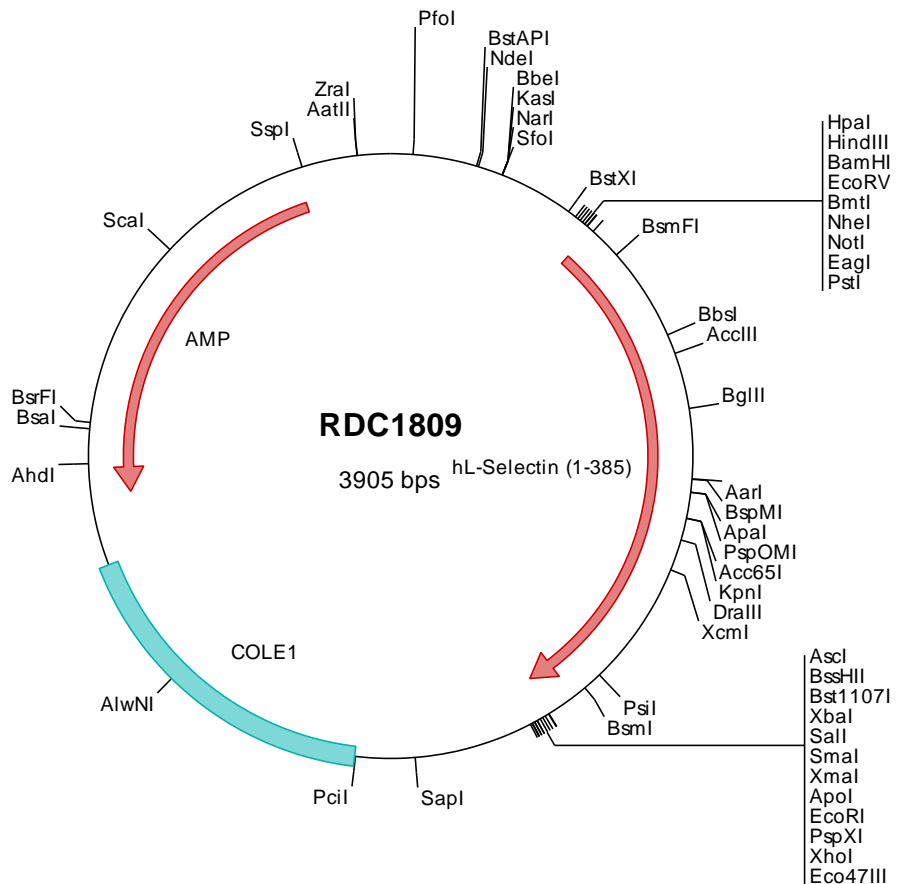 PfoI
BstAPI
NdeI
BbeI
KasI
NarI
SfoI
ZraI
AatII
SspI
ScaI
BstXI
HpaI
HindIII
BamHI
EcoRV
BmtI
NheI
NotI
EagI
PstI
BsmFI
BbsI
AccIII
BglII
AMP
BsrFI
BsaI
AhdI
RDC1809
3905 bps
hL-Selectin (1-385)
AarI
BspMI
ApaI
PspOMI
Acc65I
KpnI
DraIII
XcmI
COLE1
AlwNI
PsiI
BsmI
AscI
BssHII
Bst1107I
XbaI
SalI
SmaI
XmaI
ApoI
EcoRI
PspXI
XhoI
Eco47III
PciI
SapI